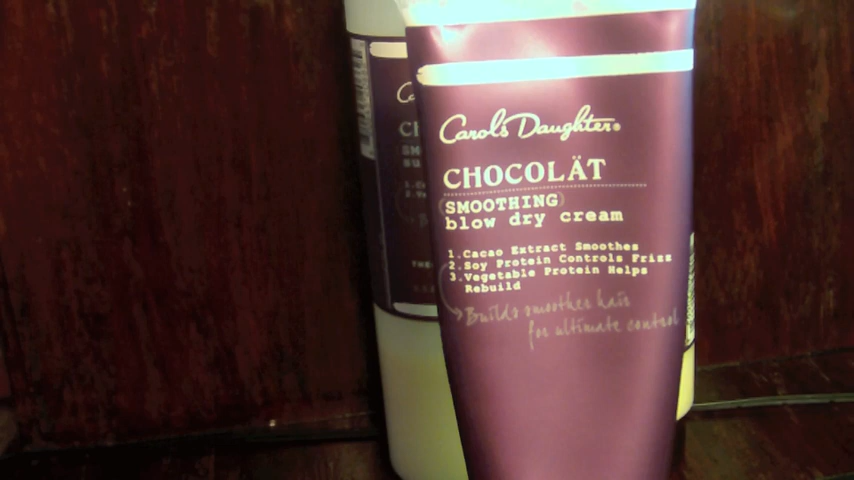 Carol's Daughter®
CHOCOLÄT
SMOOTHING
blow dry cream
1.Cacao Extract Smoothes
2.Soy Protein Controls Frizz
3.Vegetable Protein Helps
Rebuild
Builds smoother hair
for ultimate control